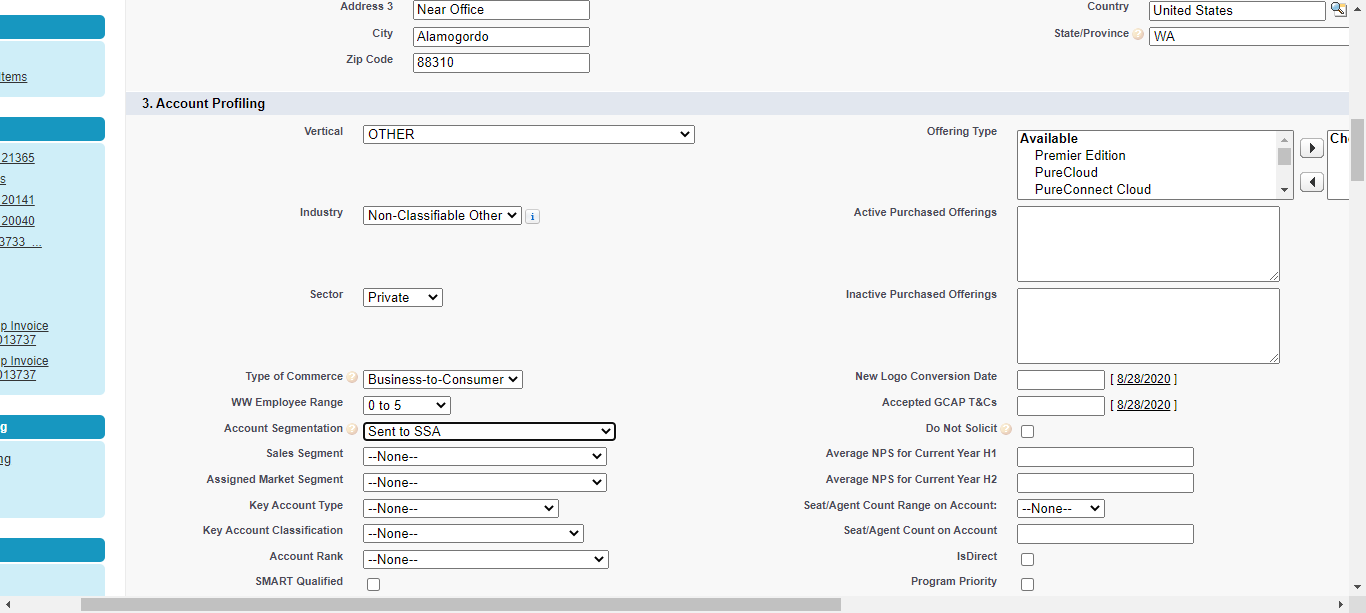 Address 3 Near Office
Country United States
City Alamogordo
State/Province WA
Zip Code 88310
Items
21365
s
20141
20040
3733 ...
p Invoice
013737
p Invoice
013737
g
ng
3. Account Profiling
Vertical OTHER
Offering Type
Available
Premier Edition
PureCloud
PureConnect Cloud
Cho
Industry Non-Classifiable Other i
Active Purchased Offerings
Sector Private
Inactive Purchased Offerings
Type of Commerce ? Business-to-Consumer
New Logo Conversion Date [ 8/28/2020 ]
WW Employee Range 0 to 5
Accepted GCAP T&Cs [ 8/28/2020 ]
Account Segmentation ? Sent to SSA
Do Not Solicit ?
Sales Segment --None--
Average NPS for Current Year H1
Assigned Market Segment --None--
Average NPS for Current Year H2
Key Account Type --None--
Seat/Agent Count Range on Account: --None--
Key Account Classification --None--
Seat/Agent Count on Account
Account Rank --None--
IsDirect
SMART Qualified
Program Priority